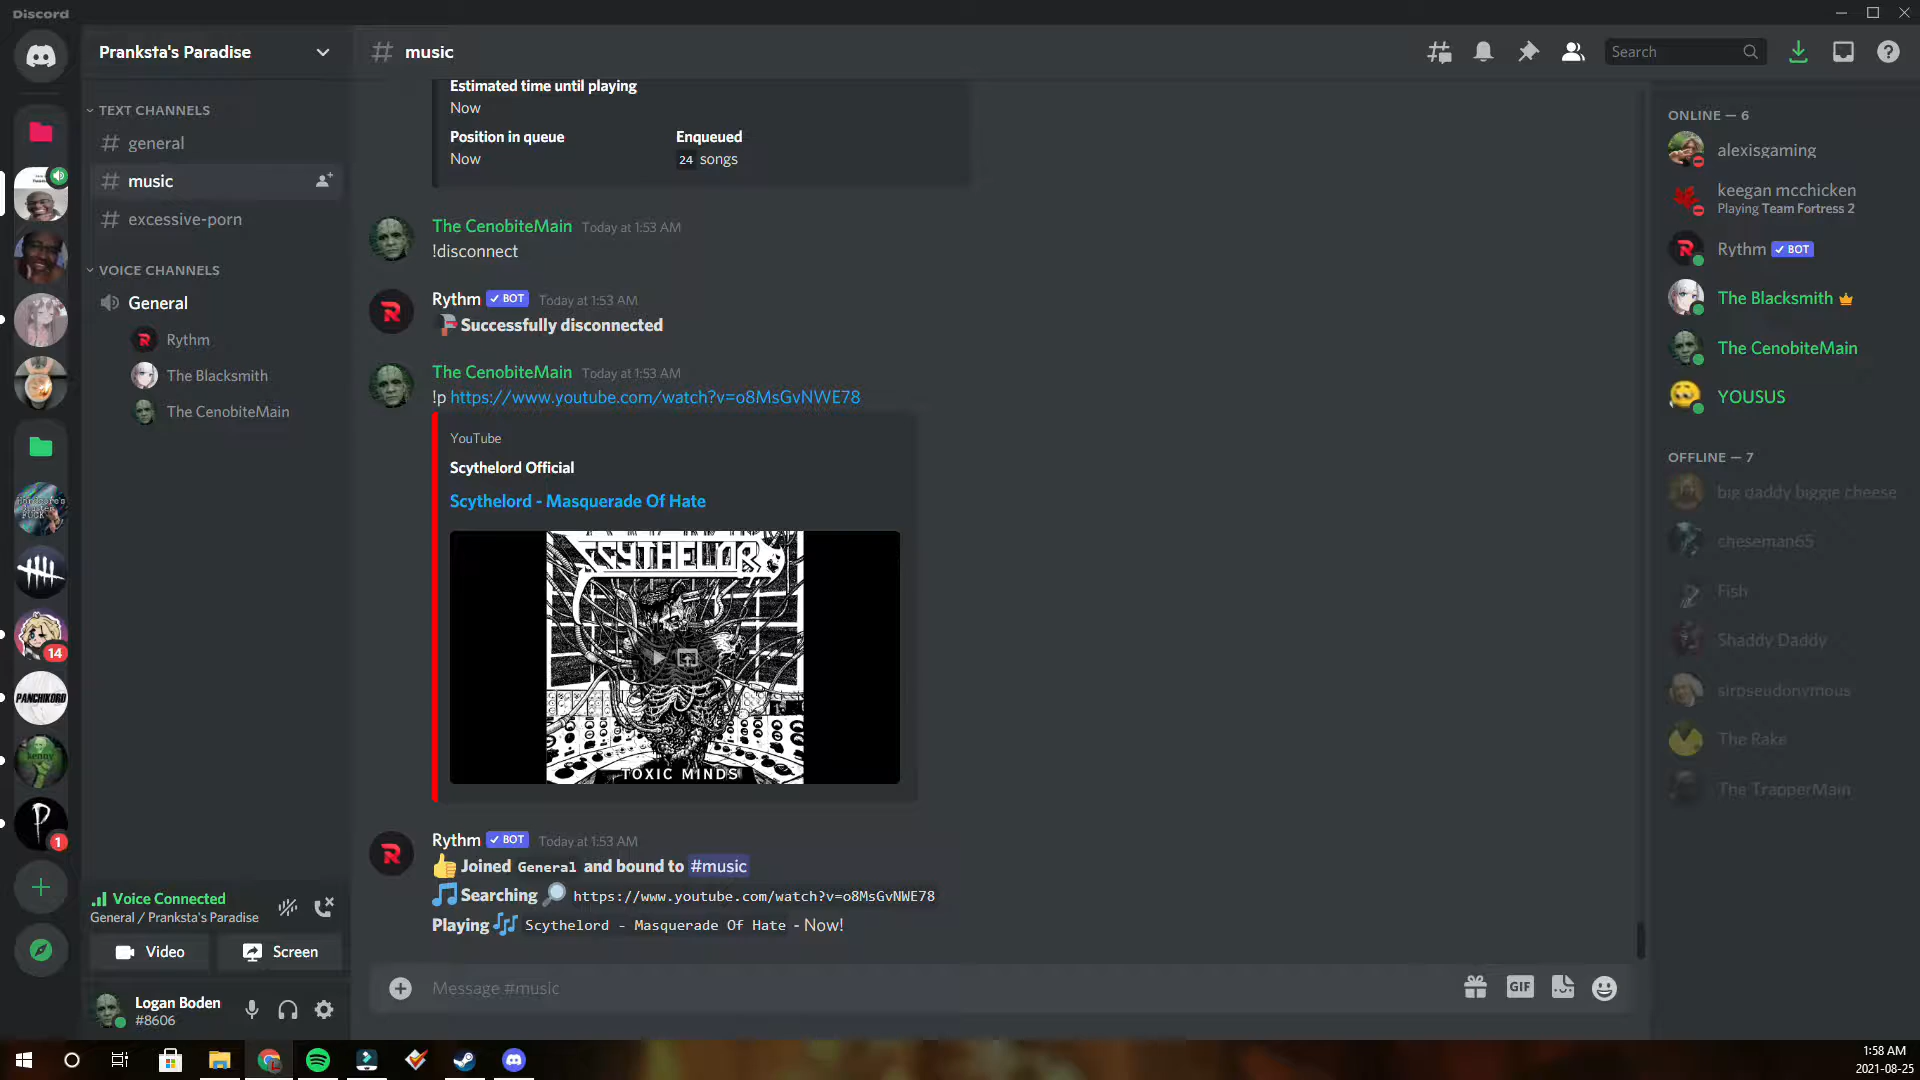 Discord
Pranksta's Paradise
music
Search
TEXT CHANNELS
general
music
excessive-porn
VOICE CHANNELS
General
Rythm
The Blacksmith
The CenobiteMain
Estimated time until playing
Now
Position in queue Enqueued
Now 24 songs
The CenobiteMain Today at 1:53 AM
!disconnect
Rythm ✓ BOT Today at 1:53 AM
Successfully disconnected
The CenobiteMain Today at 1:53 AM
!p https://www.youtube.com/watch?v=o8MsGvNWE78
YouTube
Scythelord Official
Scythelord - Masquerade Of Hate
SCYTHELORD
TOXIC MINDS
Rythm ✓ BOT Today at 1:53 AM
Joined General and bound to #music
Searching https://www.youtube.com/watch?v=o8MsGvNWE78
Playing Scythelord - Masquerade Of Hate - Now!
Message #music
GIF
ONLINE — 6
alexisgaming
keegan mcchicken
Playing Team Fortress 2
Rythm ✓ BOT
The Blacksmith
The CenobiteMain
YOUSUS
OFFLINE — 7
big daddy biggie cheese
cheseman65
Fish
Shaddy Daddy
sirpseudonymous
The Rake
The TrapperMain
14
PANCHIKORO
kenny
1
Voice Connected
General / Pranksta's Paradise
Video
Screen
Logan Boden
#8606
1:58 AM
2021-08-25